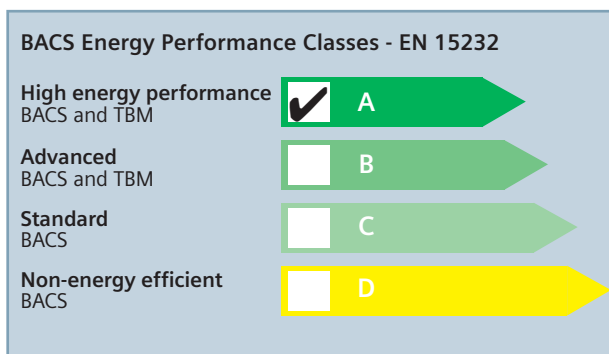 BACS Energy Performance Classes - EN 15232
High energy performance
BACS and TBM
A
Advanced
BACS and TBM
B
Standard
BACS
C
Non-energy efficient
BACS
D